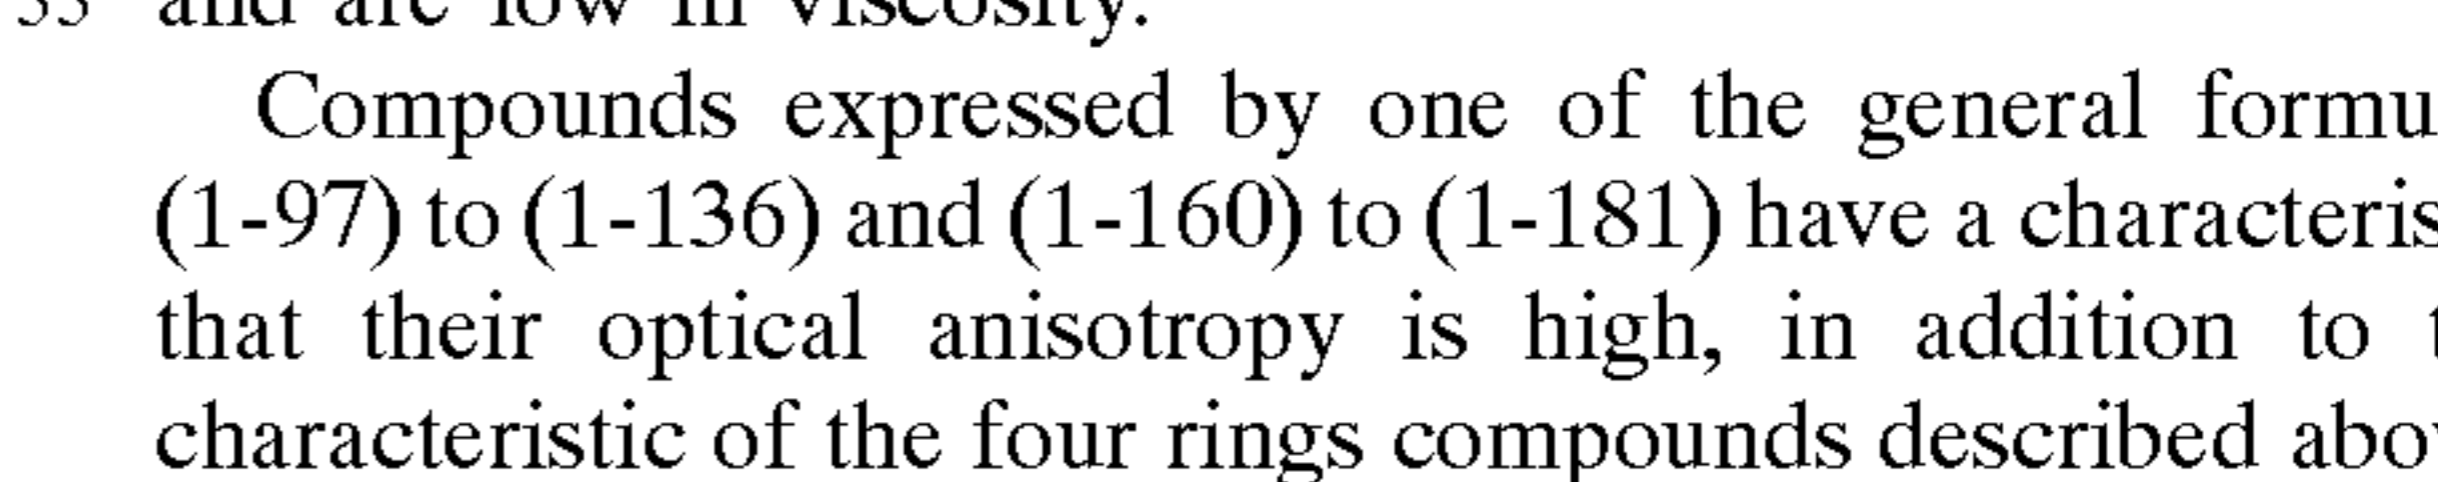 and are low in viscosity.
Compounds expressed by one of the general formu
(1-97) to (1-136) and (1-160) to (1-181) have a characteris
that their optical anisotropy is high, in addition to t
characteristic of the four rings compounds described abov